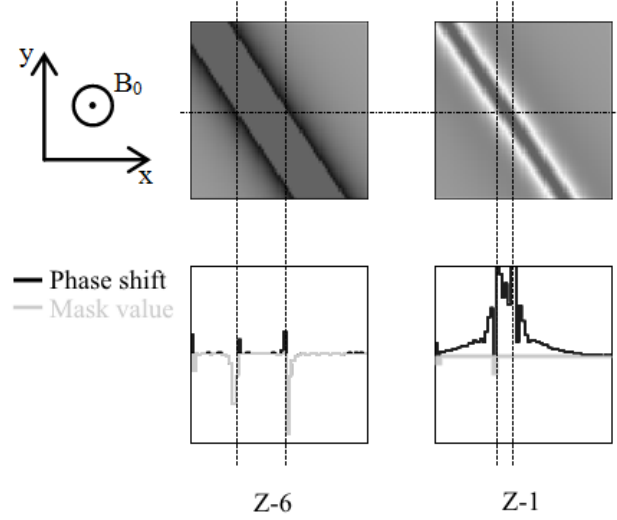 y
B₀
x
Phase shift
Mask value
Z-6
Z-1